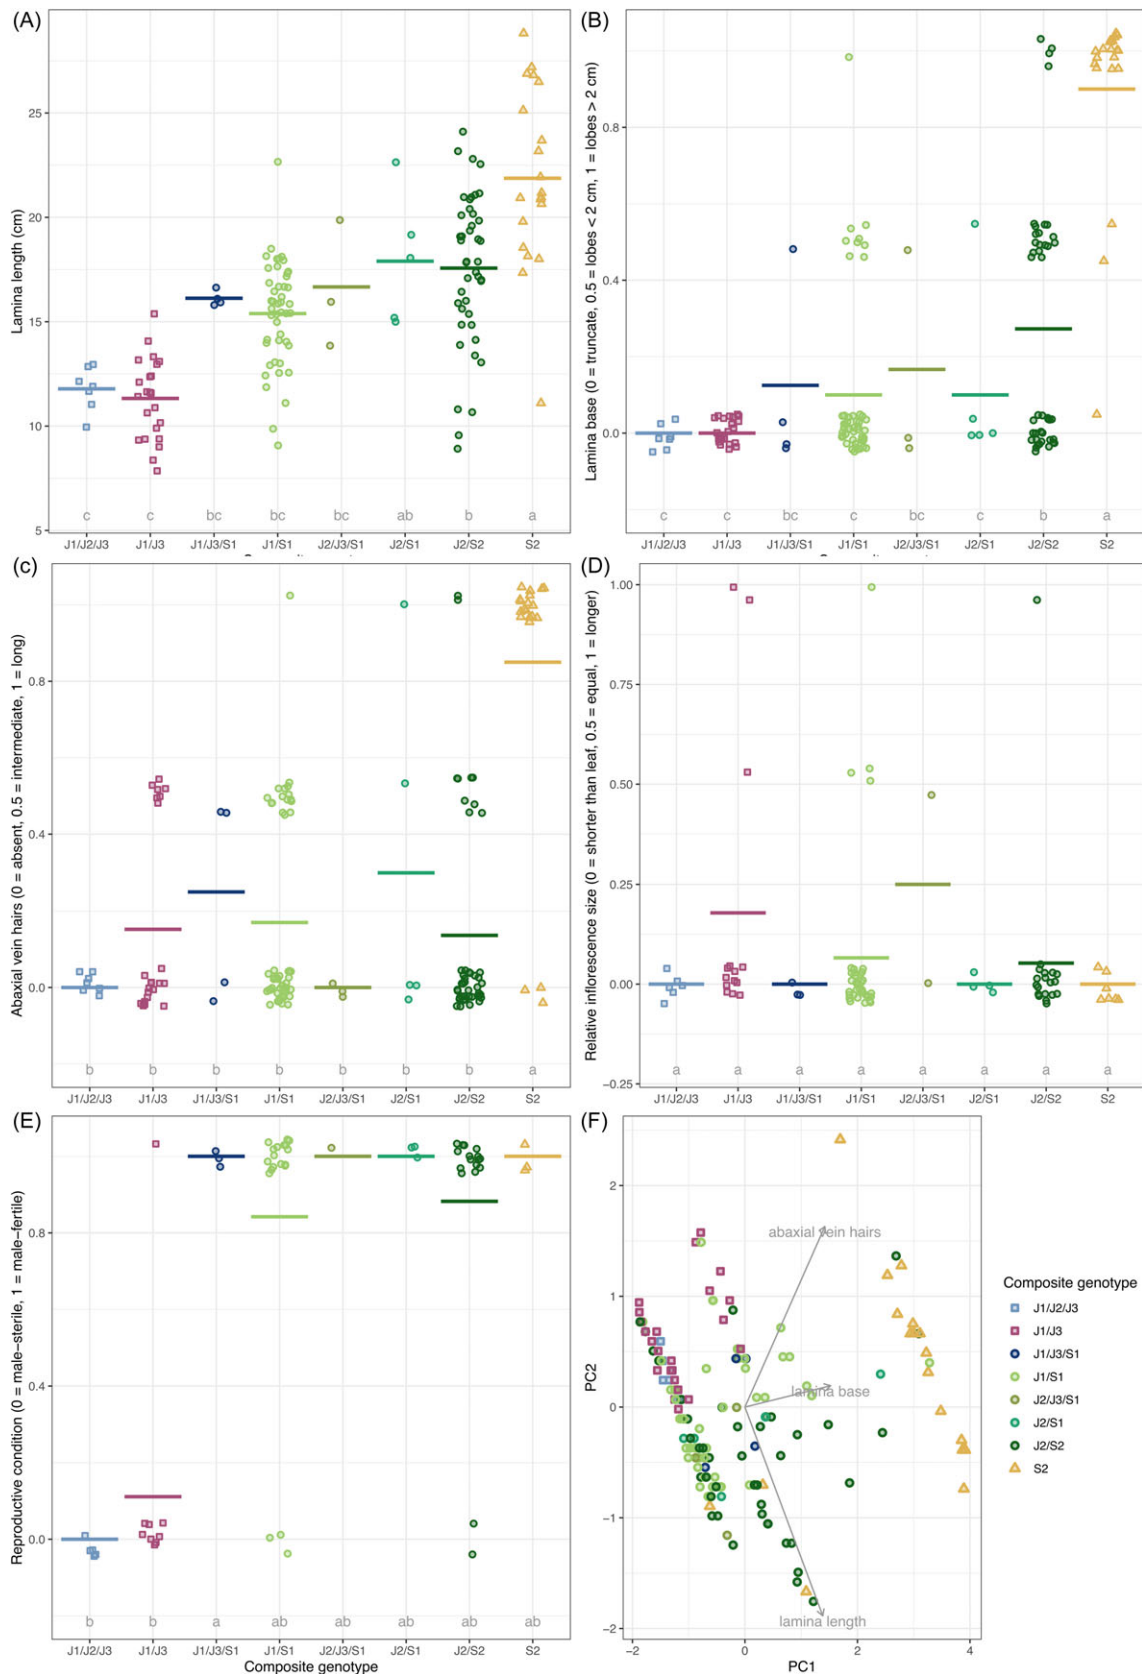 (A)
Lamina length (cm)
25
20
15
10
5
c c bc bc bc ab b a
J1/J2/J3 J1/J3 J1/J3/S1 J1/S1 J2/J3/S1 J2/S1 J2/S2 S2
(B)
Lamina base (0 = truncate, 0.5 = lobes < 2 cm, 1 = lobes > 2 cm)
0.8
0.4
0.0
c c bc c bc c b a
J1/J2/J3 J1/J3 J1/J3/S1 J1/S1 J2/J3/S1 J2/S1 J2/S2 S2
(c)
Abaxial vein hairs (0 = absent, 0.5 = intermediate, 1 = long)
0.8
0.4
0.0
b b b b b b b a
J1/J2/J3 J1/J3 J1/J3/S1 J1/S1 J2/J3/S1 J2/S1 J2/S2 S2
(D)
Relative inflorescence size (0 = shorter than leaf, 0.5 = equal, 1 = longer)
1.00
0.75
0.50
0.25
0.00
−0.25
a a a a a a a a
J1/J2/J3 J1/J3 J1/J3/S1 J1/S1 J2/J3/S1 J2/S1 J2/S2 S2
(E)
Reproductive condition (0 = male−sterile, 1 = male−fertile)
0.8
0.4
0.0
b b a ab ab ab ab ab
J1/J2/J3 J1/J3 J1/J3/S1 J1/S1 J2/J3/S1 J2/S1 J2/S2 S2
Composite genotype
(F)
PC2
2
1
0
−1
−2
abaxial vein hairs
lamina base
lamina length
−2 0 2 4
PC1
Composite genotype
J1/J2/J3
J1/J3
J1/J3/S1
J1/S1
J2/J3/S1
J2/S1
J2/S2
S2